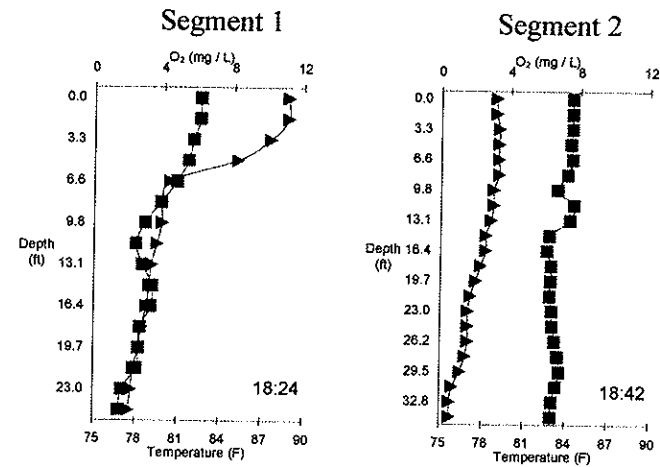 Segment 1
O₂ (mg / L)
0 4 8 12
0.0
3.3
6.6
9.8
Depth
(ft)
13.1
16.4
19.7
23.0
18:24
75 78 81 84 87 90
Temperature (F)
Segment 2
O₂ (mg / L)
0 4 8 12
0.0
3.3
6.6
9.8
13.1
Depth
16.4
(ft)
19.7
23.0
26.2
29.5
32.8
18:42
75 78 81 84 87 90
Temperature (F)